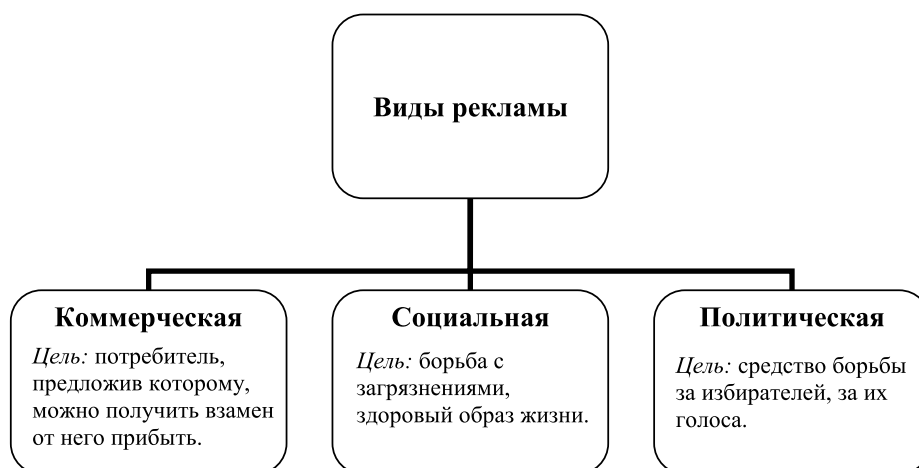 Виды рекламы
Коммерческая
Цель: потребитель,
предложив которому,
можно получить взамен
от него прибыть.
Социальная
Цель: борьба с
загрязнениями,
здоровый образ жизни.
Политическая
Цель: средство борьбы
за избирателей, за их
голоса.